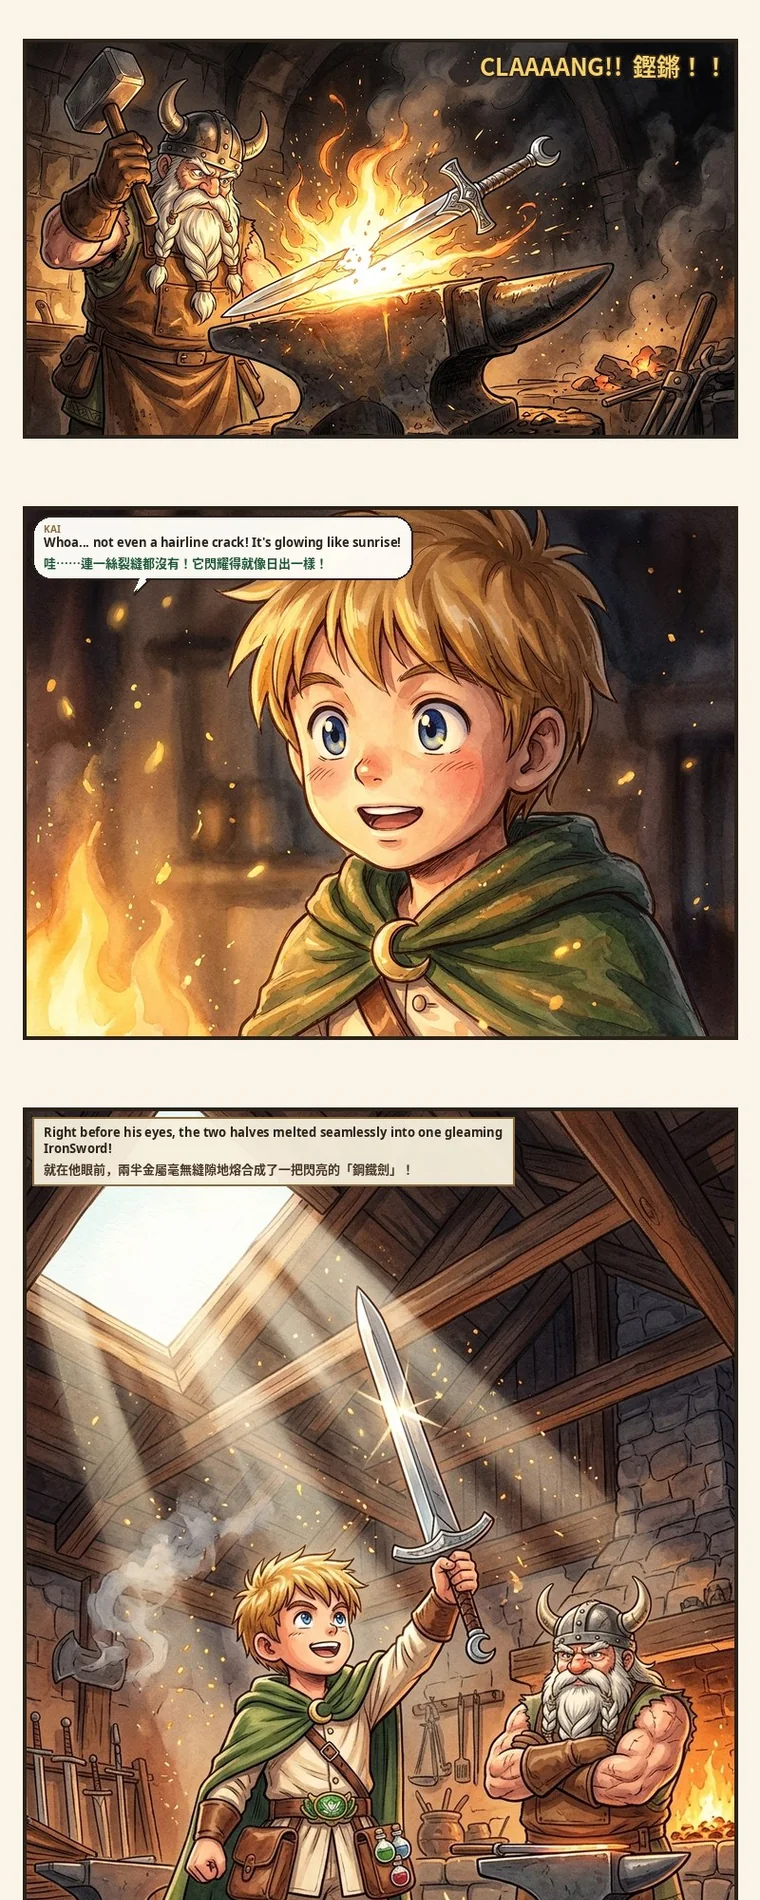 CLAAAANG!! 鏗鏘！！
KAI
Whoa... not even a hairline crack! It's glowing like sunrise!
哇⋯⋯連一絲裂縫都沒有！它閃耀得就像日出一樣！
Right before his eyes, the two halves melted seamlessly into one gleaming
IronSword!
就在他眼前，兩半金屬毫無縫隙地熔合成了一把閃亮的「鋼鐵劍」！